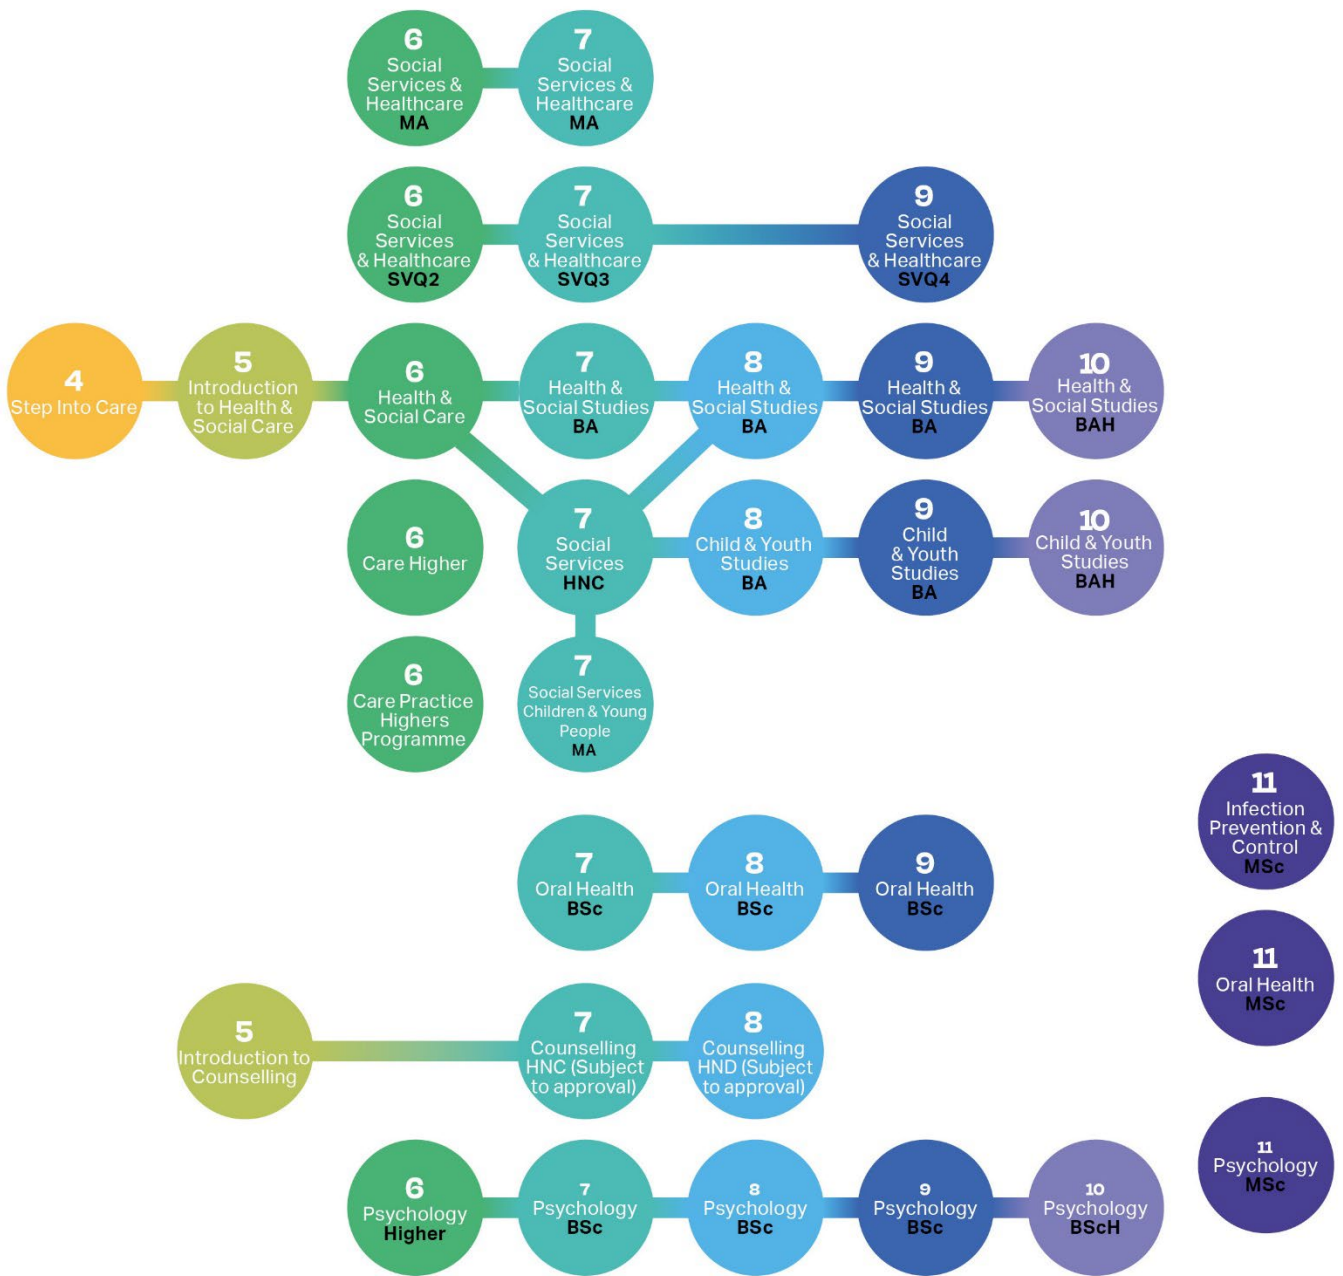 6
Social
Services &
Healthcare
MA
7
Social
Services &
Healthcare
MA
6
Social
Services
& Healthcare
SVQ2
7
Social
Services
& Healthcare
SVQ3
9
Social
Services
& Healthcare
SVQ4
4
Step Into Care
5
Introduction
to Health &
Social Care
6
Health &
Social Care
7
Health &
Social Studies
BA
8
Health &
Social Studies
BA
9
Health &
Social Studies
BA
10
Health &
Social Studies
BAH
6
Care Higher
7
Social
Services
HNC
8
Child & Youth
Studies
BA
9
Child
& Youth
Studies
BA
10
Child & Youth
Studies
BAH
6
Care Practice
Highers
Programme
7
Social Services
Children & Young
People
MA
11
Infection
Prevention &
Control
MSc
7
Oral Health
BSc
8
Oral Health
BSc
9
Oral Health
BSc
11
Oral Health
MSc
5
Introduction to
Counselling
7
Counselling
HNC (Subject
to approval)
8
Counselling
HND (Subject
to approval)
11
Psychology
MSc
6
Psychology
Higher
7
Psychology
BSc
8
Psychology
BSc
9
Psychology
BSc
10
Psychology
BScH